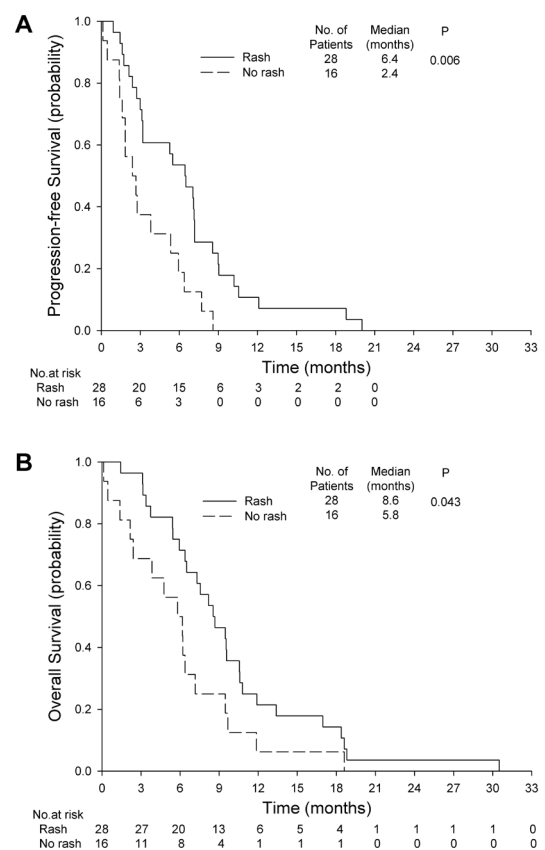 A
No. of Patients Median (months) P
Rash 28 6.4 0.006
No rash 16 2.4
Progression-free Survival (probability)
1.0
0.8
0.6
0.4
0.2
0.0
0 3 6 9 12 15 18 21 24 27 30 33
Time (months)
No.at risk
Rash 28 20 15 6 3 2 2 0
No rash 16 6 3 0 0 0 0 0
B
No. of Patients Median (months) P
Rash 28 8.6 0.043
No rash 16 5.8
Overall Survival (probability)
1.0
0.8
0.6
0.4
0.2
0.0
0 3 6 9 12 15 18 21 24 27 30 33
Time (months)
No.at risk
Rash 28 27 20 13 6 5 4 1 1 1 1 0
No rash 16 11 8 4 1 1 1 0 0 0 0 0